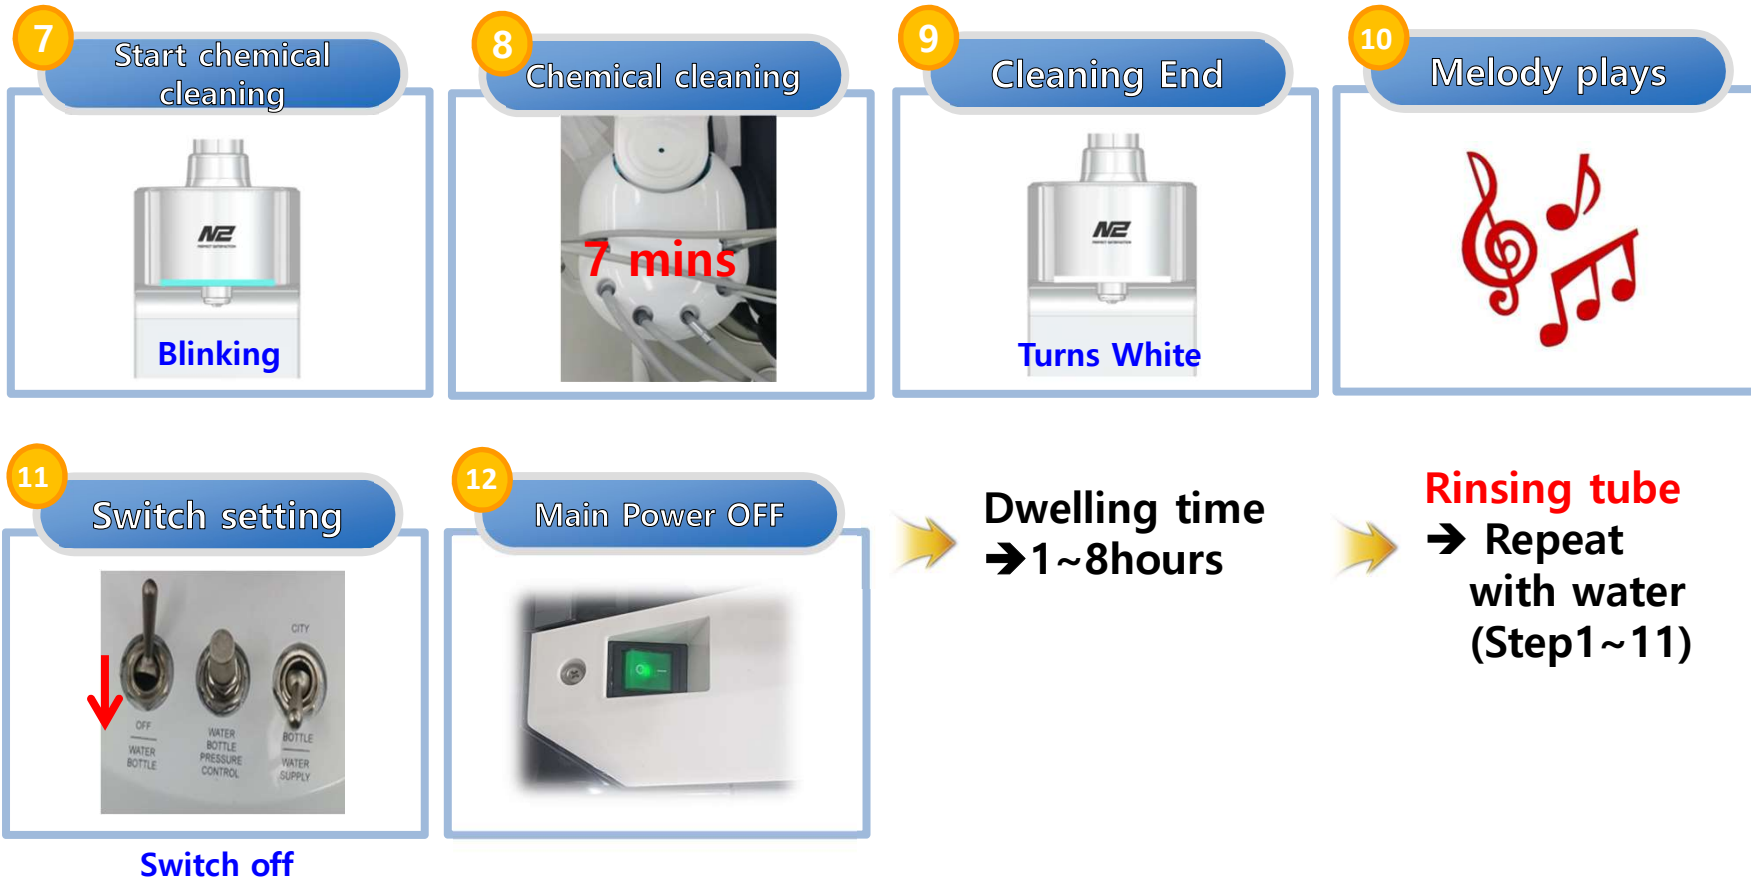 7
Start chemical
cleaning
N2
Blinking
8
Chemical cleaning
7 mins
9
Cleaning End
N2
Turns White
10
Melody plays
11
Switch setting
CITY
OFF
WATER
BOTTLE
WATER
BOTTLE
PRESSURE
CONTROL
BOTTLE
WATER
SUPPLY
Switch off
12
Main Power OFF
Dwelling time
➔1~8hours
Rinsing tube
➔ Repeat
with water
(Step1~11)